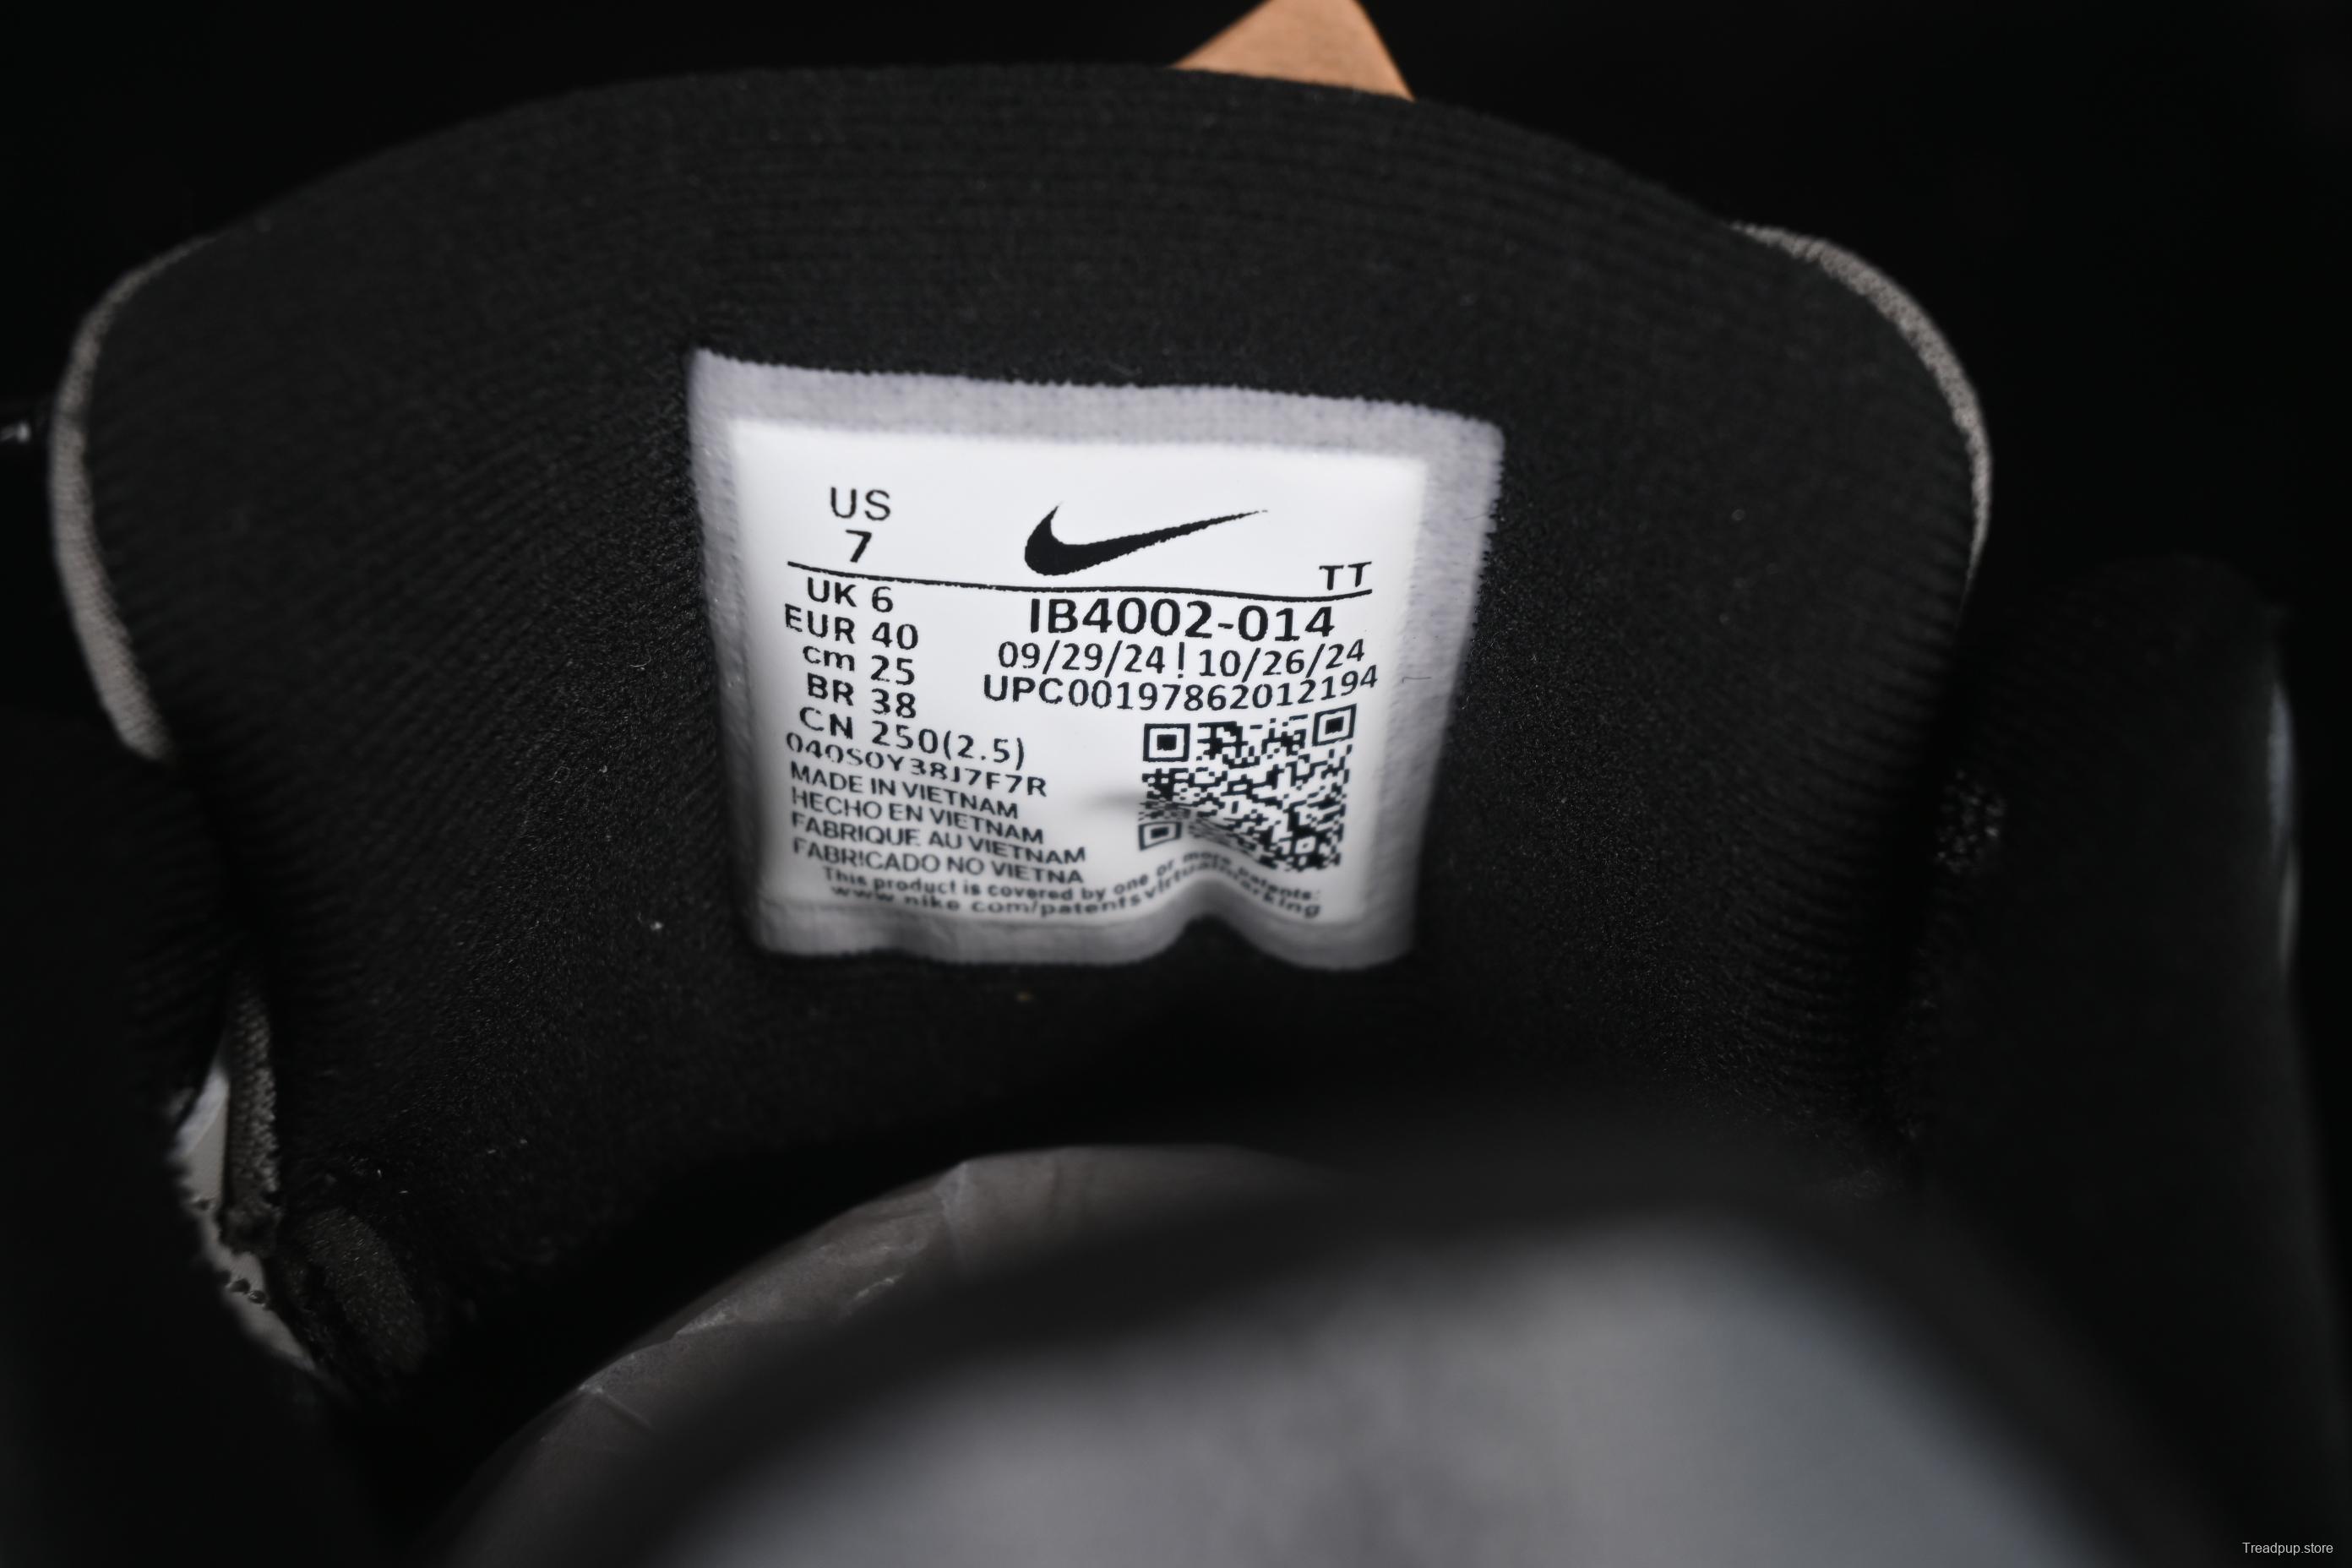 US
7
TT
UK 6
EUR 40
cm 25
BR 38
CN 250(2.5)
IB4002-014
09/29/24 ! 10/26/24
UPC00197862012194
040S0Y38J7F7R
MADE IN VIETNAM
HECHO EN VIETNAM
FABRIQUE AU VIETNAM
FABRICADO NO VIETNA
This product is covered by one or more patents:
www nike com/patentsvirtualmarking
Treadpup.store